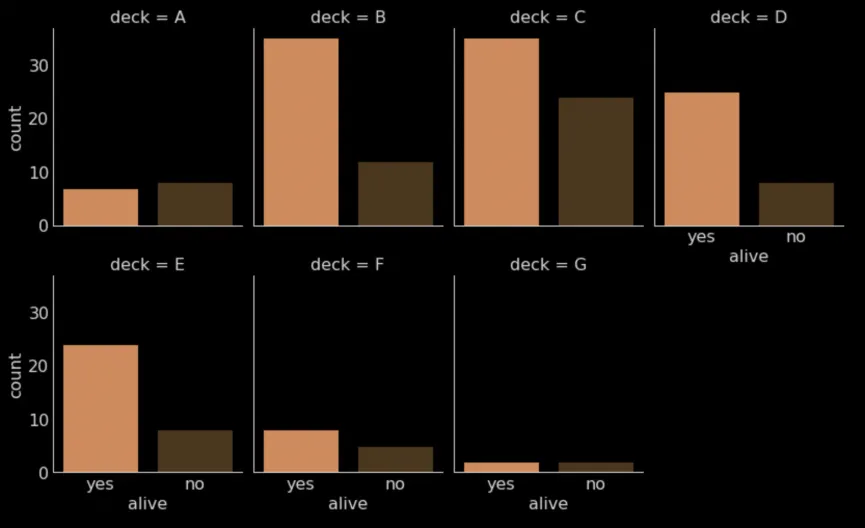 deck = A
deck = B
deck = C
deck = D
count
30
20
10
0
yes no
alive
deck = E
deck = F
deck = G
count
30
20
10
0
yes no
alive
yes no
alive
yes no
alive